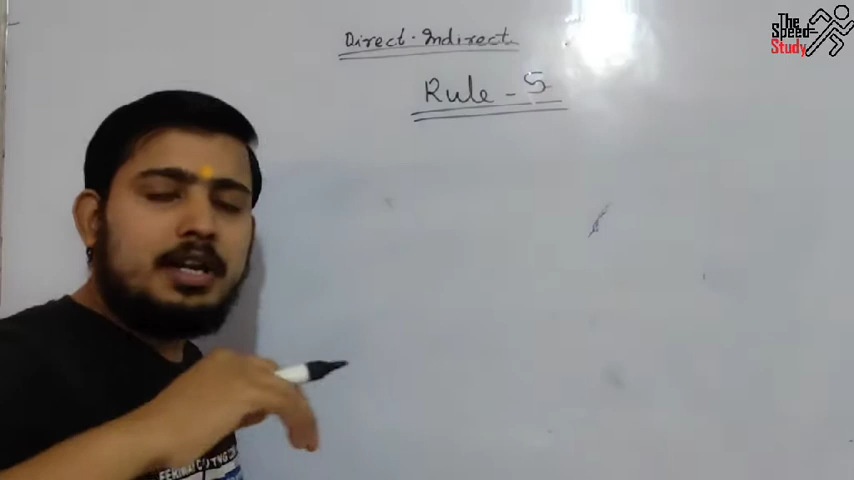 Direct - Indirect
Rule - 5
The
Speed
Study